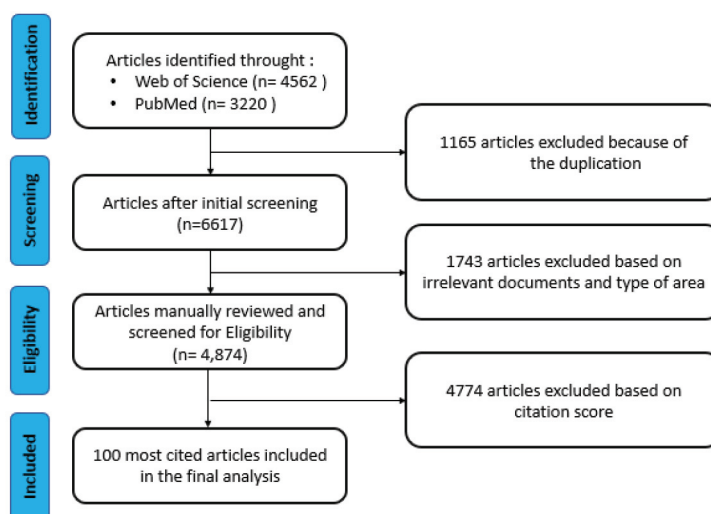 Identification
Articles identified throught :
• Web of Science (n= 4562 )
• PubMed (n= 3220 )
1165 articles excluded because of
the duplication
Screening
Articles after initial screening
(n=6617)
1743 articles excluded based on
irrelevant documents and type of area
Eligibility
Articles manually reviewed and
screened for Eligibility
(n= 4,874)
4774 articles excluded based on
citation score
Included
100 most cited articles included
in the final analysis